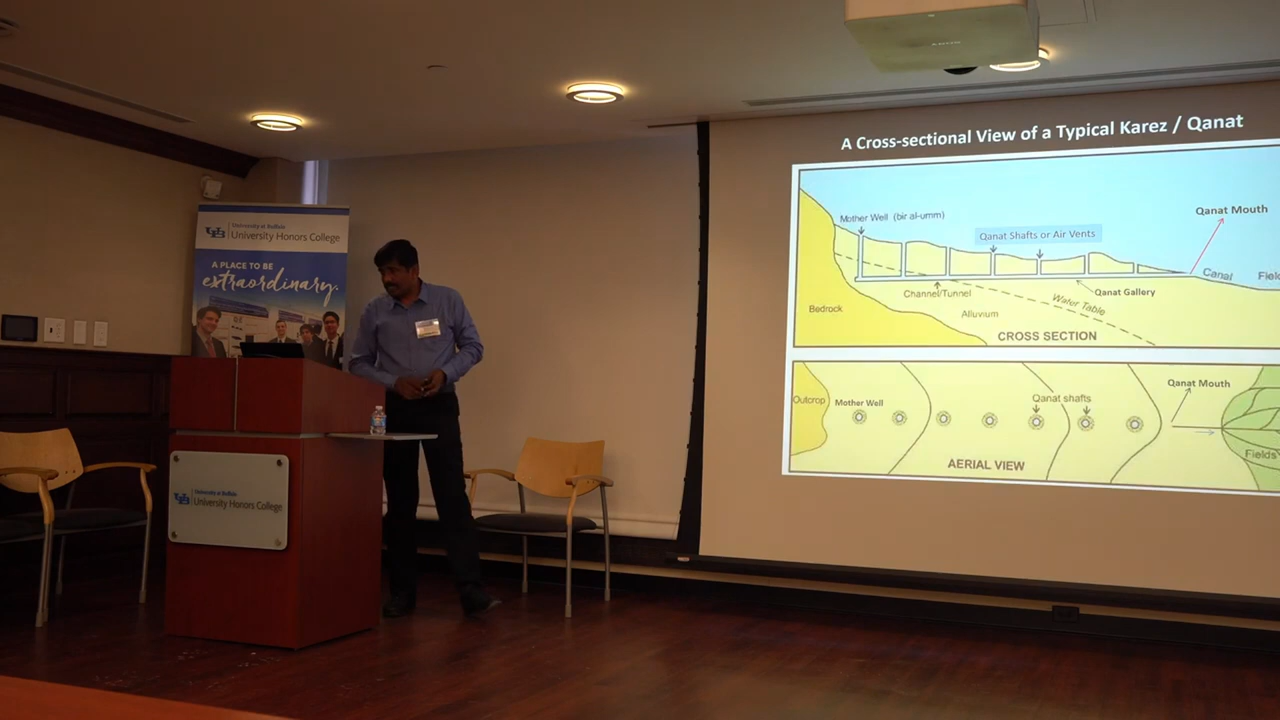 A Cross-sectional View of a Typical Karez / Qanat
Mother Well (bir al-umm)
Qanat Mouth
Qanat Shafts or Air Vents
Canal
Channel/Tunnel
Qanat Gallery
Water Table
Bedrock
Alluvium
CROSS SECTION
Outcrop
Mother Well
Qanat shafts
Qanat Mouth
Fields
AERIAL VIEW
UB University at Buffalo
University Honors College
A PLACE TO BE
extraordinary.
UB University at Buffalo
University Honors College